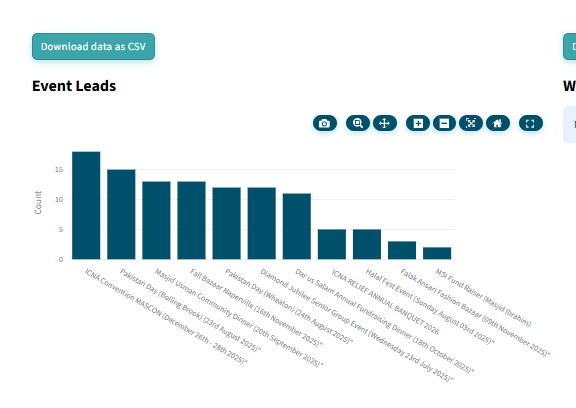 Download data as CSV
D
Event Leads
W
Count
15
10
5
0
ICNA Convention MASCON (December 26th - 28th 2025)"
Pakistan Day (Bolling Brook) (23rd August 2025)"
Masjid Usman Community Dinner (20th September 2025)"
Fall Bazaar Naperville (16th November 2025)"
Pakistan Day (Wheaton) (24th August 2025)"
Diamond Jubilee Senior Group Event (Wednesday 23rd July 2025)"
Dar us Salam Annual Fundraising Dinner (18th October 2025)"
ICNA RELIEF ANNUAL BANQUET 2026
Halal Fest Event (Sunday August 03rd 2025)"
Falak Ansari Fashion Bazaar (09th November 2025)"
MSI Fund Raiser (Masjid Ibrahim)